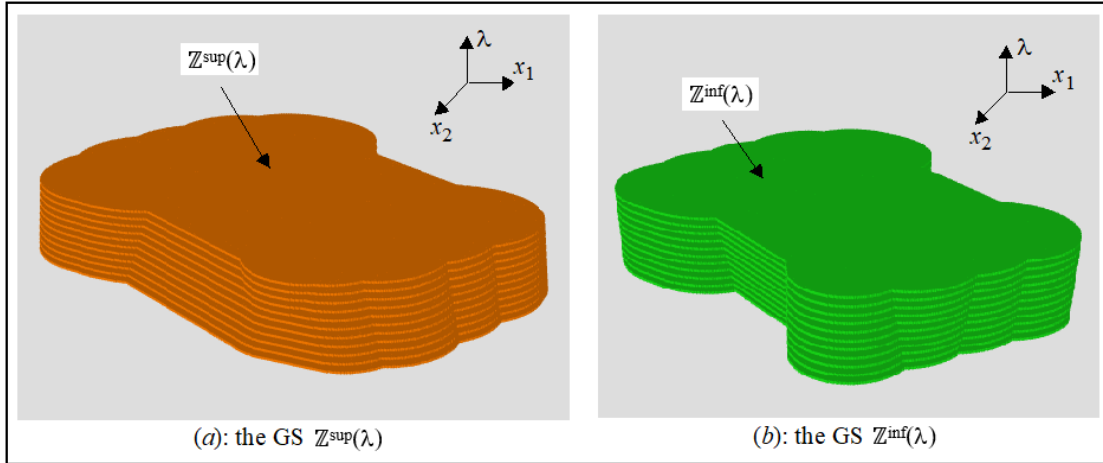 ℤsup(λ)
λ
x1
x2
(a): the GS ℤsup(λ)
ℤinf(λ)
λ
x1
x2
(b): the GS ℤinf(λ)